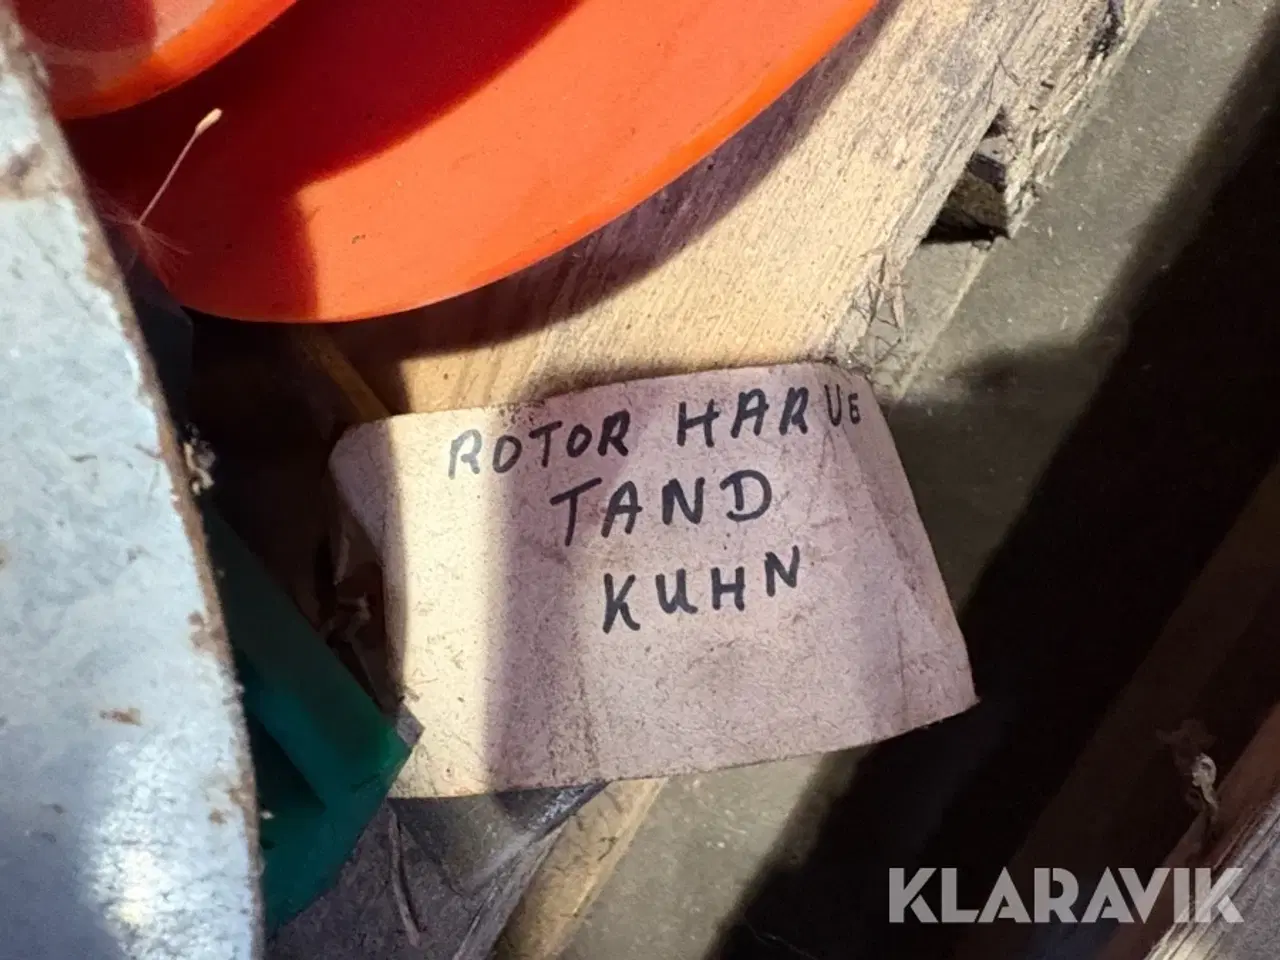 ROTOR HARVE
TAND
KUHN
KLARAVIK